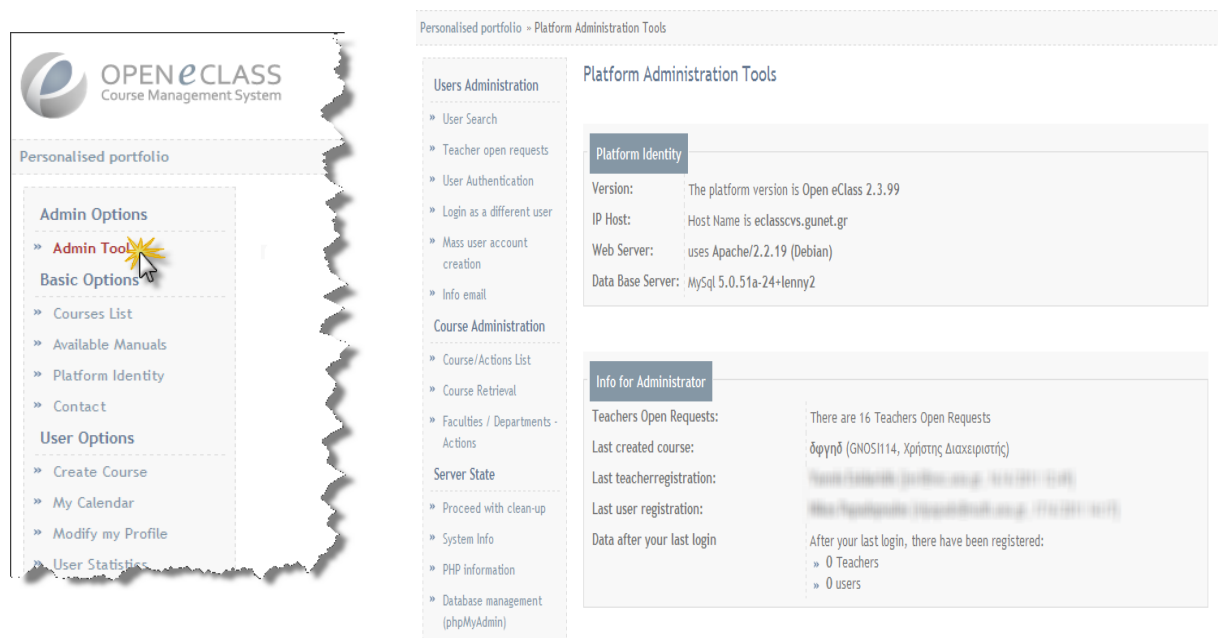 OPEN eCLASS
Course Management System
Personalised portfolio
Admin Options
» Admin Tool
Basic Options
» Courses List
» Available Manuals
» Platform Identity
» Contact
User Options
» Create Course
» My Calendar
» Modify my Profile
» User Statistics
Personalised portfolio » Platform Administration Tools
Users Administration
» User Search
» Teacher open requests
» User Authentication
» Login as a different user
» Mass user account
creation
» Info email
Course Administration
» Course/Actions List
» Course Retrieval
» Faculties / Departments -
Actions
Server State
» Proceed with clean-up
» System Info
» PHP information
» Database management
(phpMyAdmin)
Platform Administration Tools
Platform Identity
Version: The platform version is Open eClass 2.3.99
IP Host: Host Name is eclasscvs.gunet.gr
Web Server: uses Apache/2.2.19 (Debian)
Data Base Server: MySql 5.0.51a-24+lenny2
Info for Administrator
Teachers Open Requests: There are 16 Teachers Open Requests
Last created course: δφγηδ (GNOSI114, Χρήστης Διαχειριστής)
Last teacherregistration:
Last user registration:
Data after your last login After your last login, there have been registered:
» 0 Teachers
» 0 users